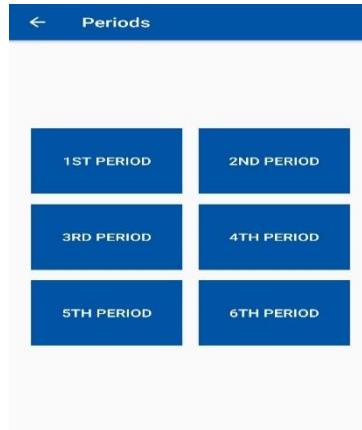 Periods
1ST PERIOD
2ND PERIOD
3RD PERIOD
4TH PERIOD
5TH PERIOD
6TH PERIOD